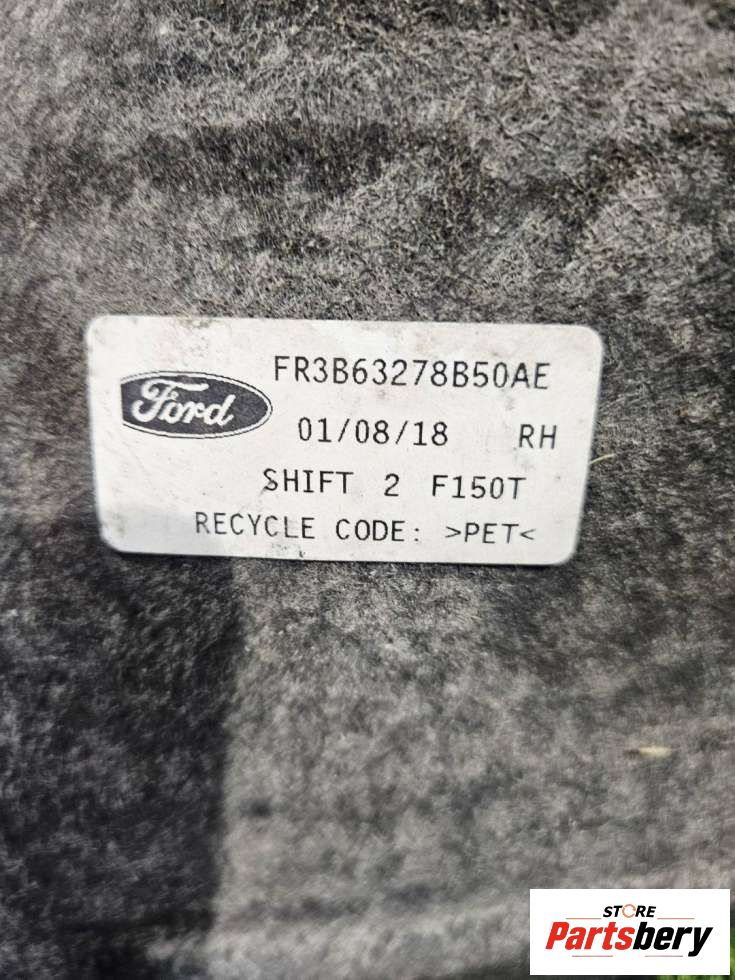 FR3B63278B50AE
Ford
01/08/18 RH
SHIFT 2 F150T
RECYCLE CODE: >PET<
STORE
Partsbery